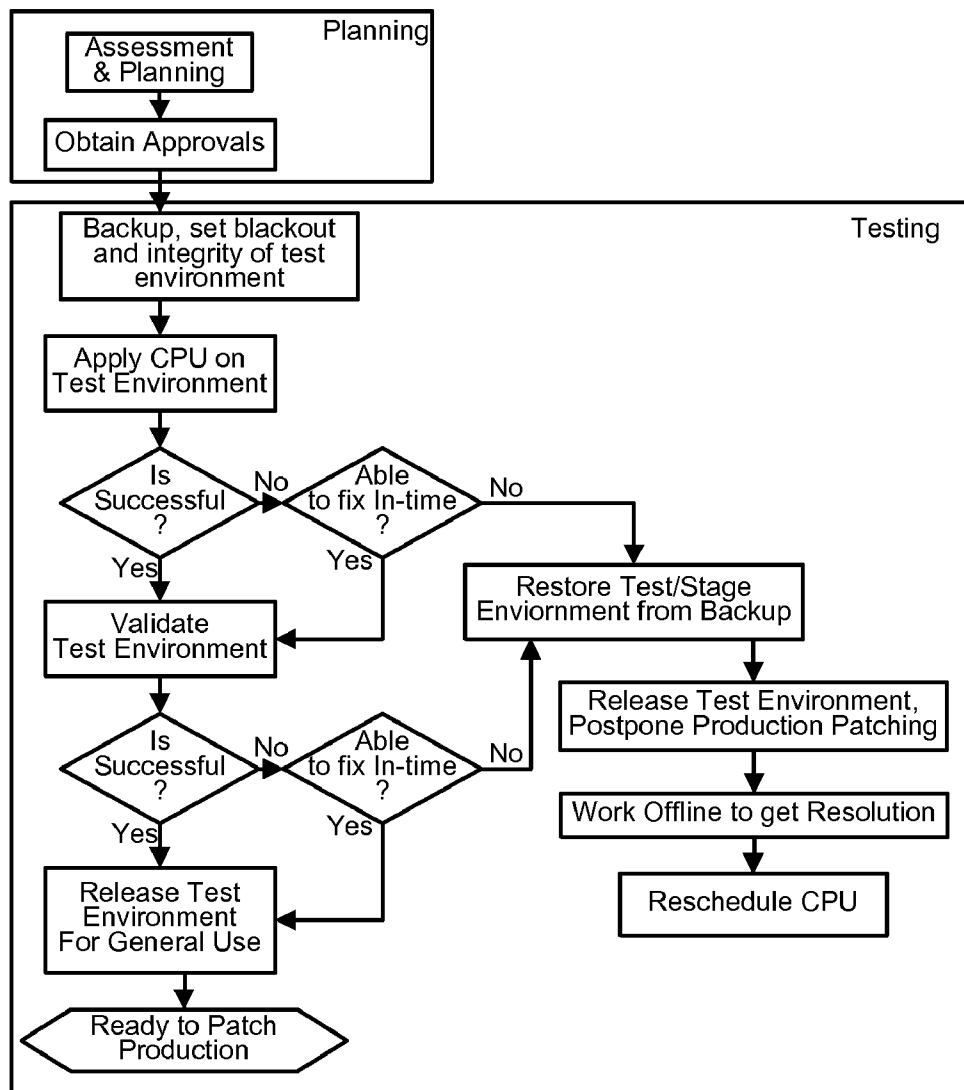 Planning
Assessment
& Planning
Obtain Approvals
Testing
Backup, set blackout
and integrity of test
environment
Apply CPU on
Test Environment
Is
Successful
?
No
Able
to fix In-time
?
No
Yes
Yes
Restore Test/Stage
Enviornment from Backup
Validate
Test Environment
Release Test Environment,
Postpone Production Patching
Is
Successful
?
No
Able
to fix In-time
?
No
Yes
Yes
Work Offline to get Resolution
Release Test
Environment
For General Use
Reschedule CPU
Ready to Patch
Production